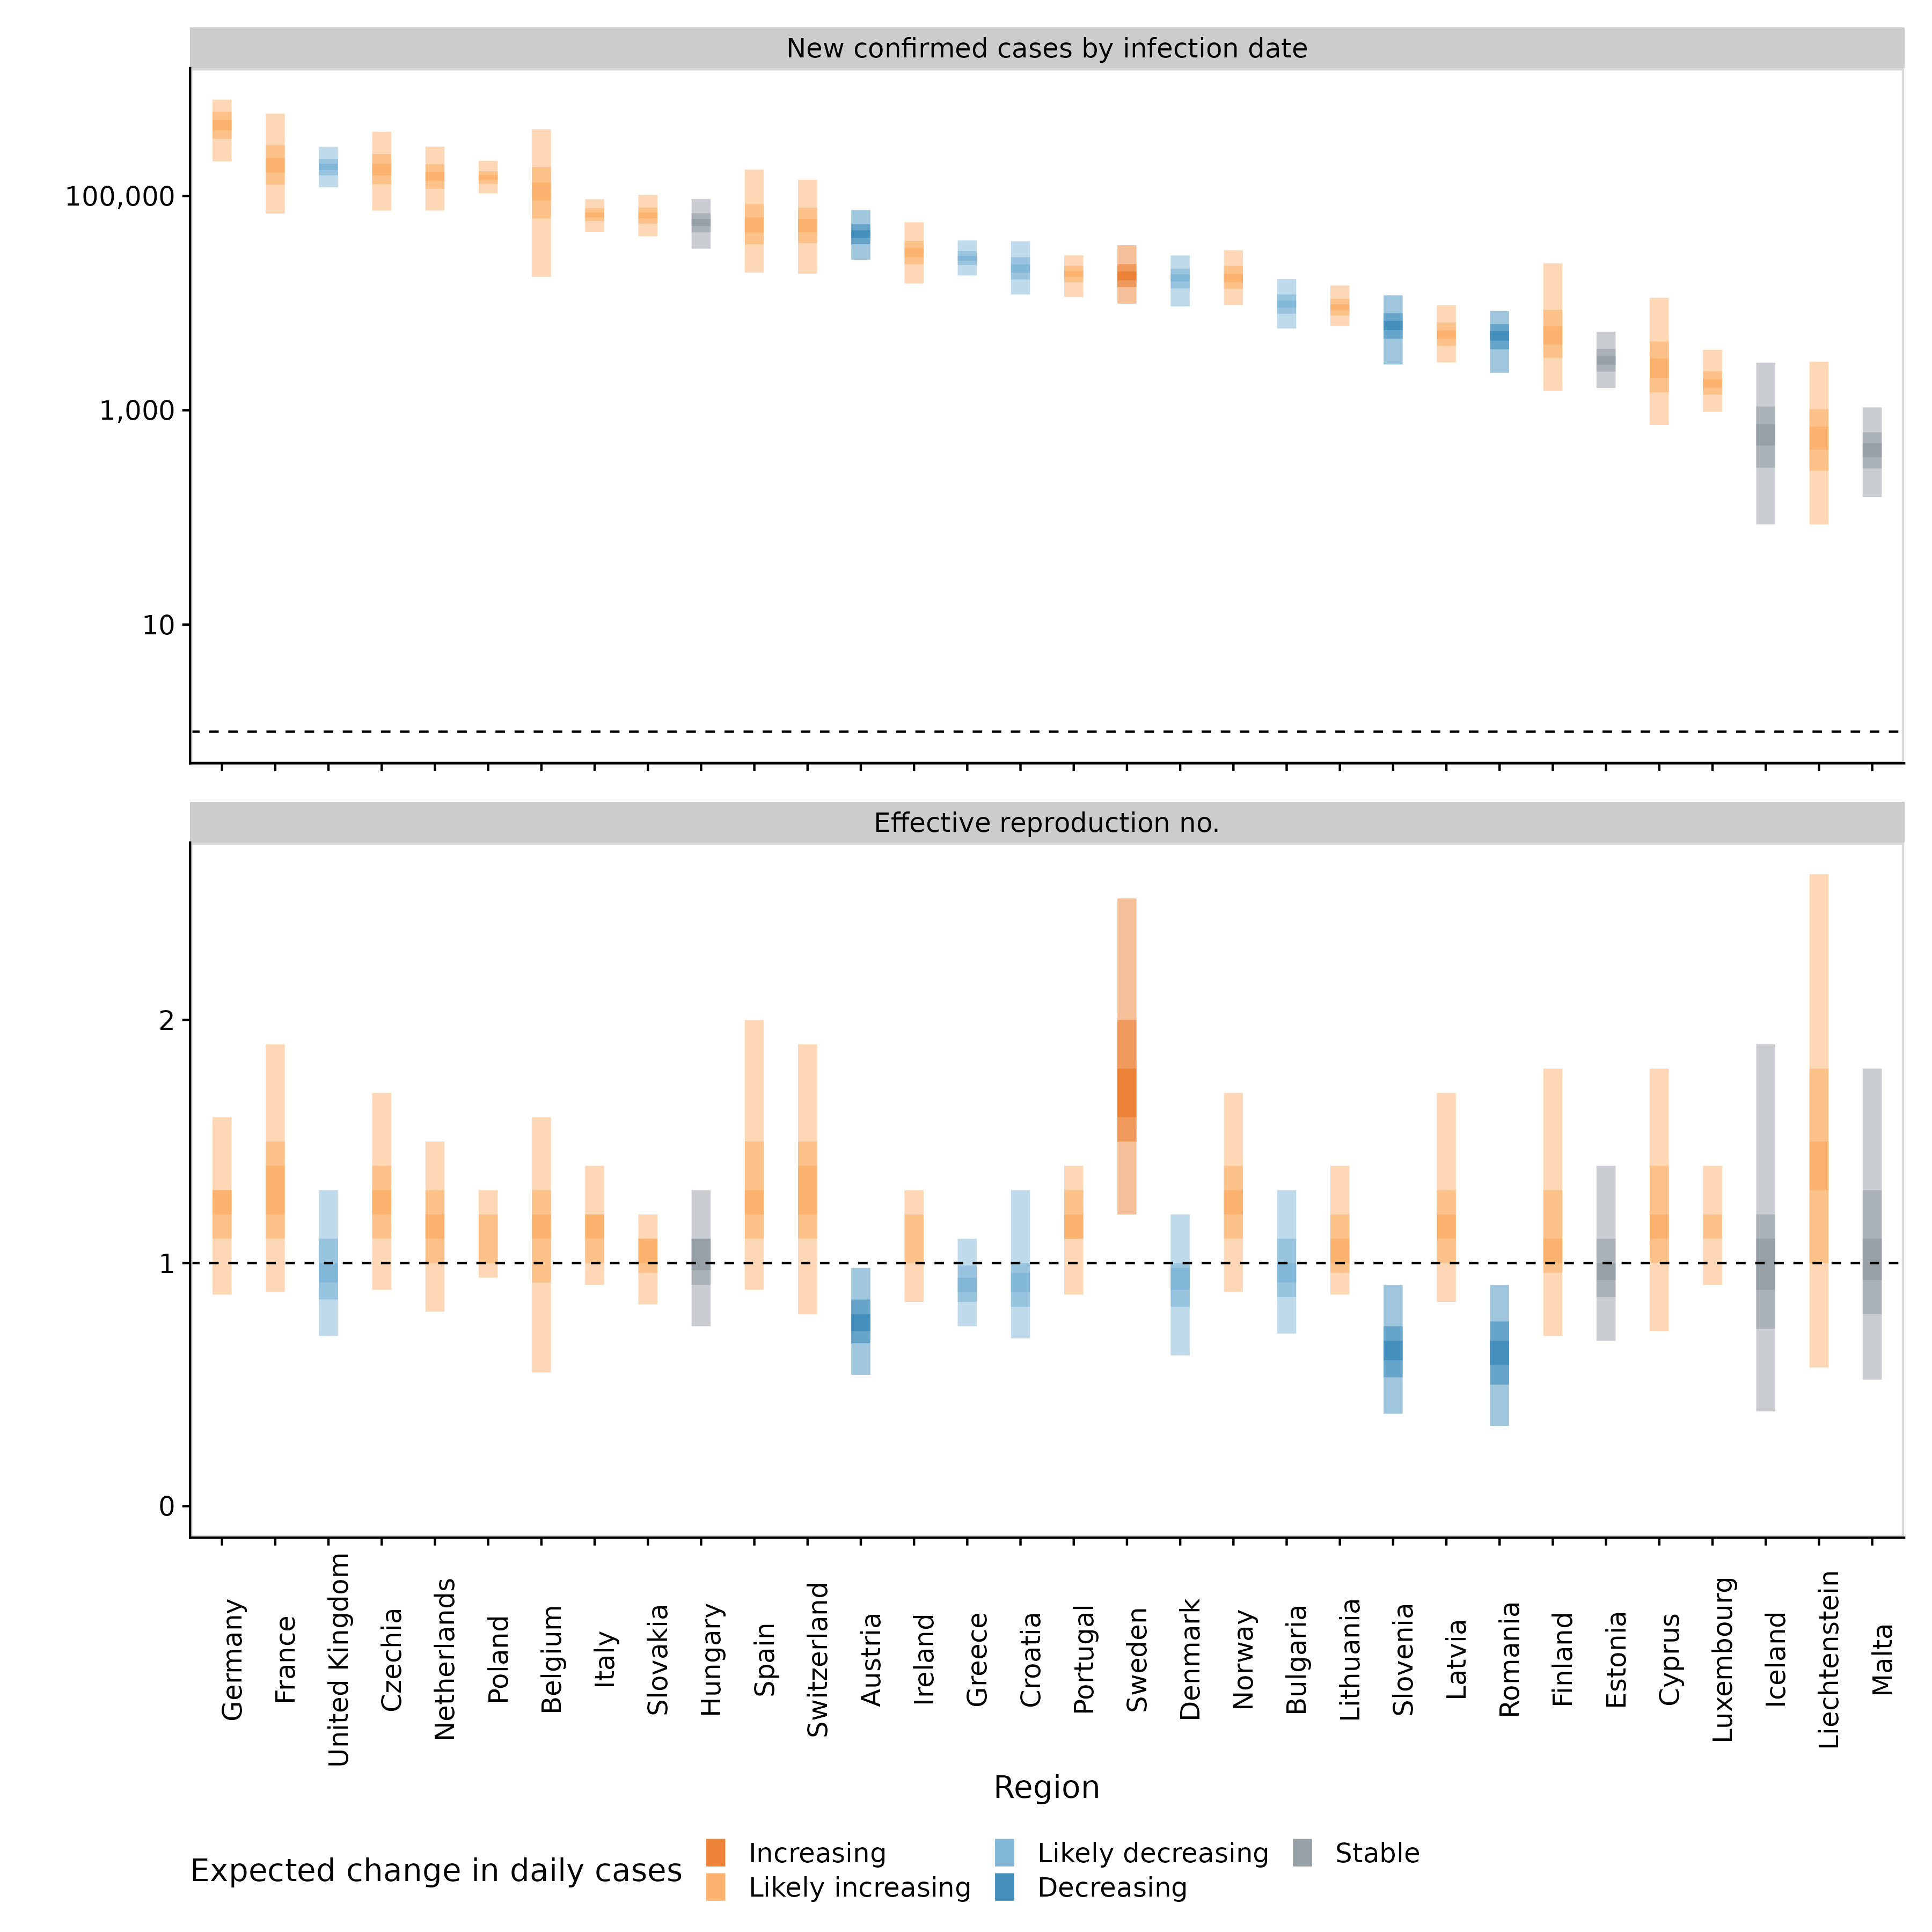 New confirmed cases by infection date
100,000
1,000
10
Effective reproduction no.
2
1
0
Germany
France
United Kingdom
Czechia
Netherlands
Poland
Belgium
Italy
Slovakia
Hungary
Spain
Switzerland
Austria
Ireland
Greece
Croatia
Portugal
Sweden
Denmark
Norway
Bulgaria
Lithuania
Slovenia
Latvia
Romania
Finland
Estonia
Cyprus
Luxembourg
Iceland
Liechtenstein
Malta
Region
Expected change in daily cases
Increasing
Likely increasing
Likely decreasing
Decreasing
Stable